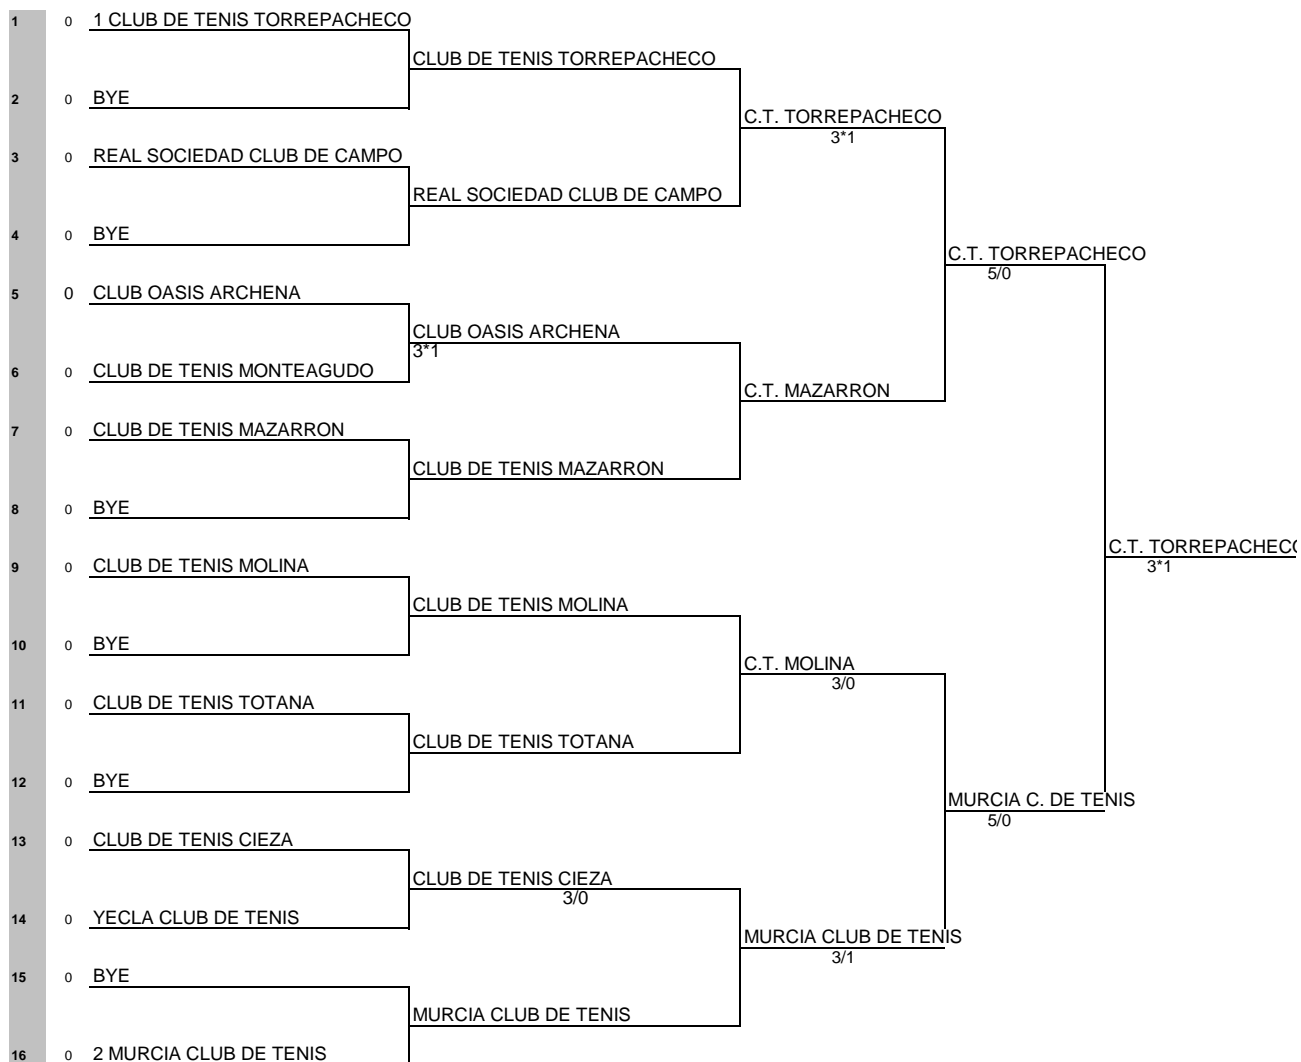 1 0 1 CLUB DE TENIS TORREPACHECO
CLUB DE TENIS TORREPACHECO
2 0 BYE
C.T. TORREPACHECO
3*1
3 0 REAL SOCIEDAD CLUB DE CAMPO
REAL SOCIEDAD CLUB DE CAMPO
4 0 BYE
C.T. TORREPACHECO
5/0
5 0 CLUB OASIS ARCHENA
CLUB OASIS ARCHENA
3*1
6 0 CLUB DE TENIS MONTEAGUDO
C.T. MAZARRON
7 0 CLUB DE TENIS MAZARRON
CLUB DE TENIS MAZARRON
8 0 BYE
C.T. TORREPACHECO
3*1
9 0 CLUB DE TENIS MOLINA
CLUB DE TENIS MOLINA
10 0 BYE
C.T. MOLINA
3/0
11 0 CLUB DE TENIS TOTANA
CLUB DE TENIS TOTANA
12 0 BYE
MURCIA C. DE TENIS
5/0
13 0 CLUB DE TENIS CIEZA
CLUB DE TENIS CIEZA
3/0
14 0 YECLA CLUB DE TENIS
MURCIA CLUB DE TENIS
3/1
15 0 BYE
MURCIA CLUB DE TENIS
16 0 2 MURCIA CLUB DE TENIS